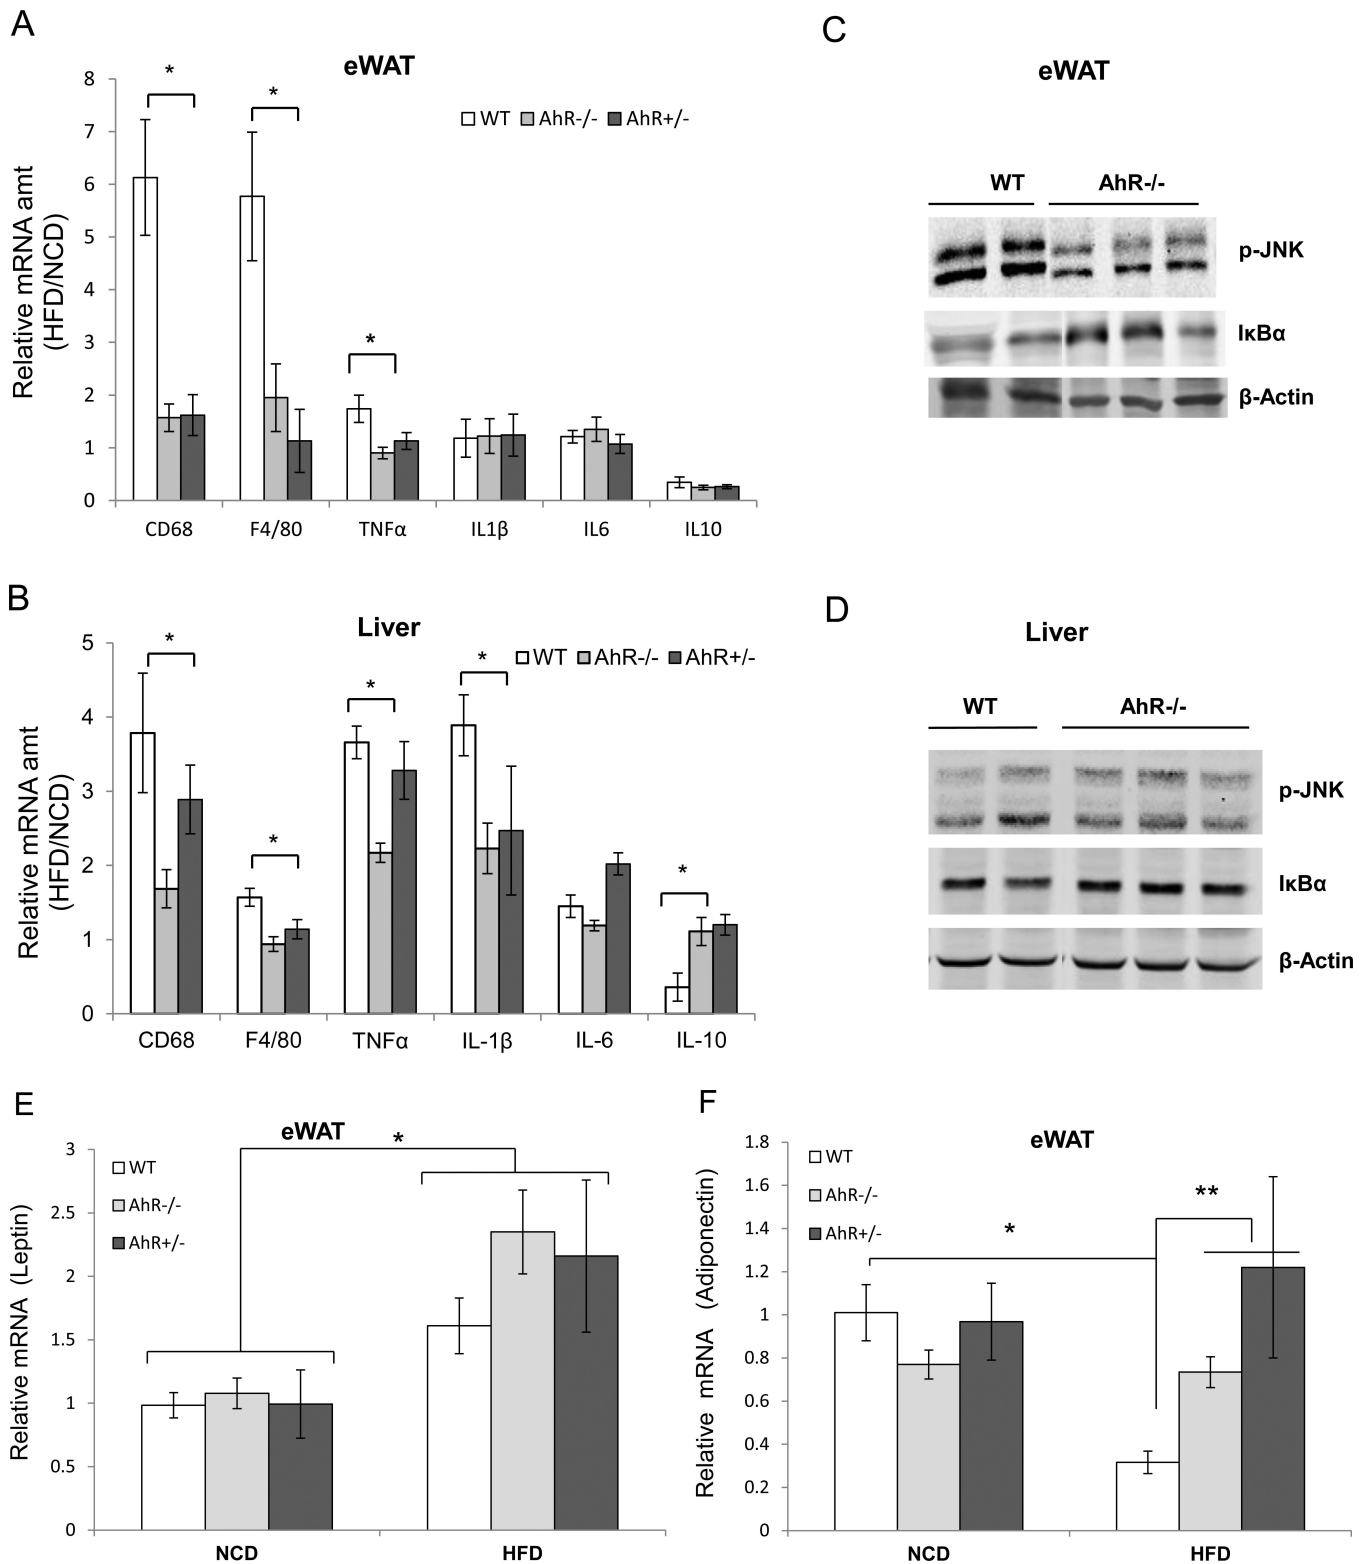 A
eWAT
*
*
*
8
7
6
5
4
3
2
1
0
Relative mRNA amt
(HFD/NCD)
WT AhR-/- AhR+/-
CD68 F4/80 TNFα IL1β IL6 IL10
C
eWAT
WT AhR-/-
p-JNK
IκBα
β-Actin
B
Liver
*
*
*
*
*
5
4
3
2
1
0
Relative mRNA amt
(HFD/NCD)
WT AhR-/- AhR+/-
CD68 F4/80 TNFα IL-1β IL-6 IL-10
D
Liver
WT AhR-/-
p-JNK
IκBα
β-Actin
E
eWAT
*
3
2.5
2
1.5
1
0.5
0
Relative mRNA (Leptin)
WT
AhR-/-
AhR+/-
NCD HFD
F
eWAT
*
**
1.8
1.6
1.4
1.2
1
0.8
0.6
0.4
0.2
0
Relative mRNA (Adiponectin)
WT
AhR-/-
AhR+/-
NCD HFD